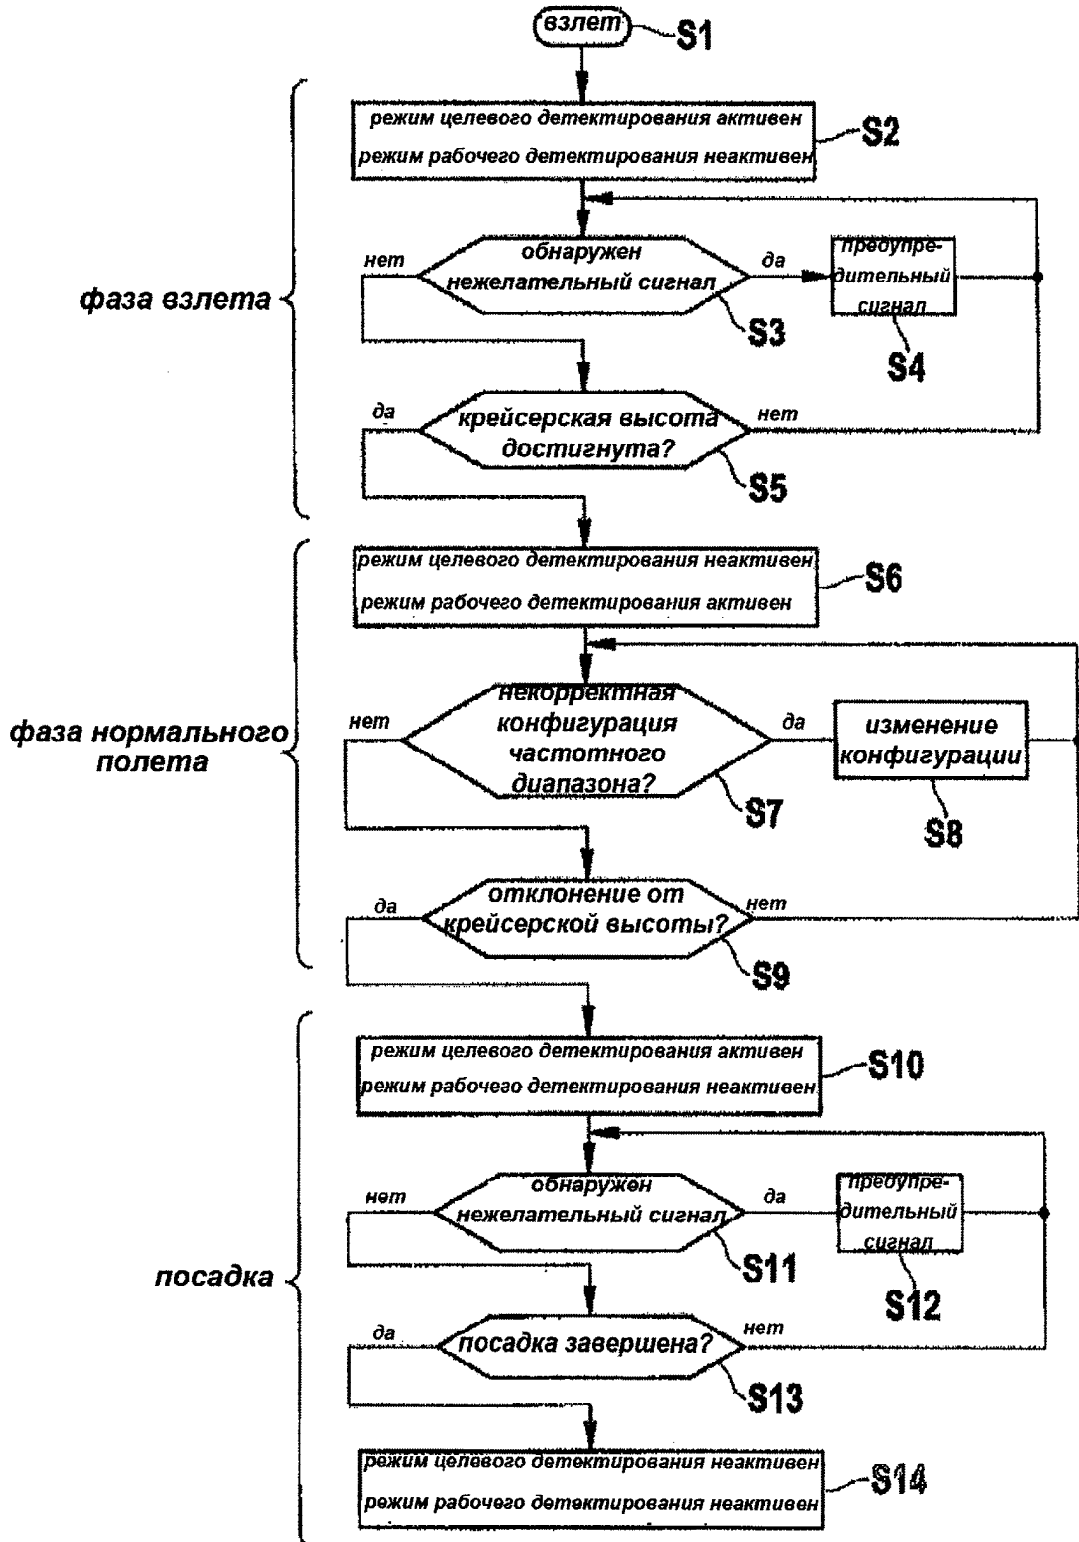 взлет
S1
режим целевого детектирования активен
режим рабочего детектирования неактивен
S2
фаза взлета
нет
обнаружен
нежелательный сигнал
да
S3
предупре-
дительный
сигнал
S4
да
крейсерская высота
достигнута?
нет
S5
режим целевого детектирования неактивен
режим рабочего детектирования активен
S6
фаза нормального
полета
нет
некорректная
конфигурация
частотного
диапазона?
да
S7
изменение
конфигурации
S8
да
отклонение от
крейсерской высоты?
нет
S9
режим целевого детектирования активен
режим рабочего детектирования неактивен
S10
посадка
нет
обнаружен
нежелательный сигнал
да
S11
предупре-
дительный
сигнал
S12
да
посадка завершена?
нет
S13
режим целевого детектирования неактивен
режим рабочего детектирования неактивен
S14